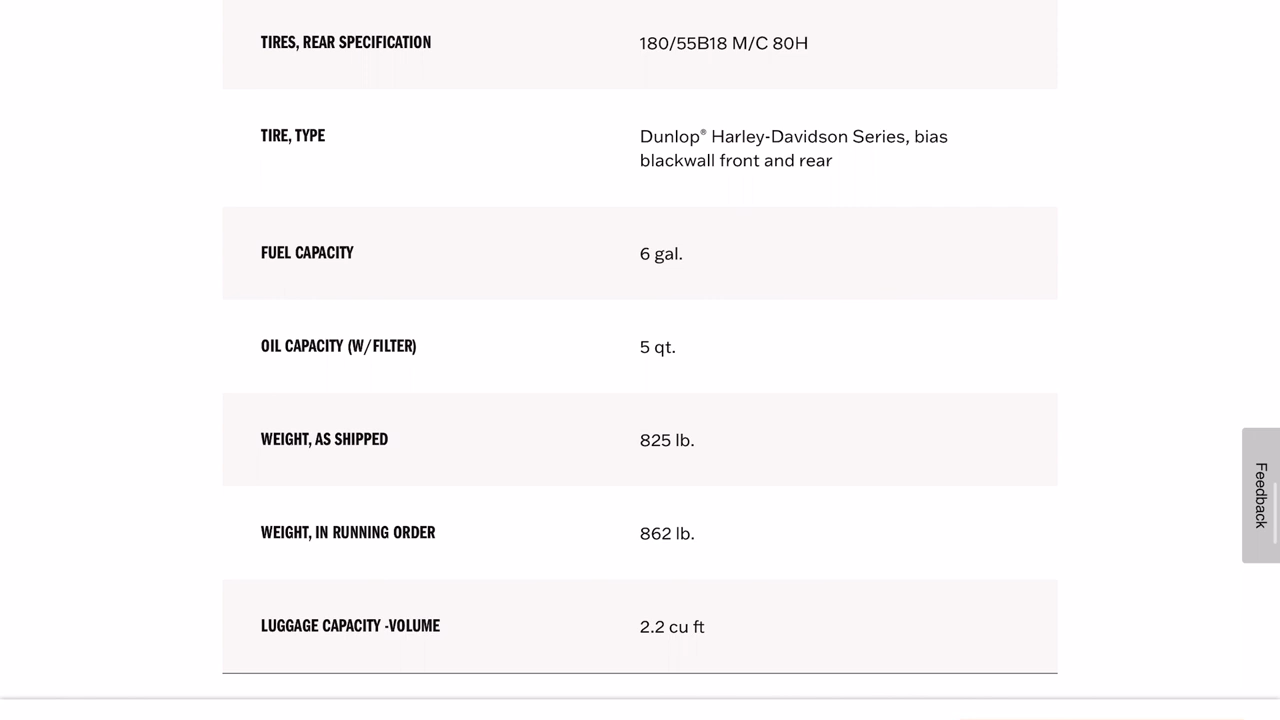 TIRES, REAR SPECIFICATION 180/55B18 M/C 80H
TIRE, TYPE Dunlop® Harley-Davidson Series, bias
blackwall front and rear
FUEL CAPACITY 6 gal.
OIL CAPACITY (W/FILTER) 5 qt.
WEIGHT, AS SHIPPED 825 lb.
WEIGHT, IN RUNNING ORDER 862 lb.
LUGGAGE CAPACITY -VOLUME 2.2 cu ft
Feedback